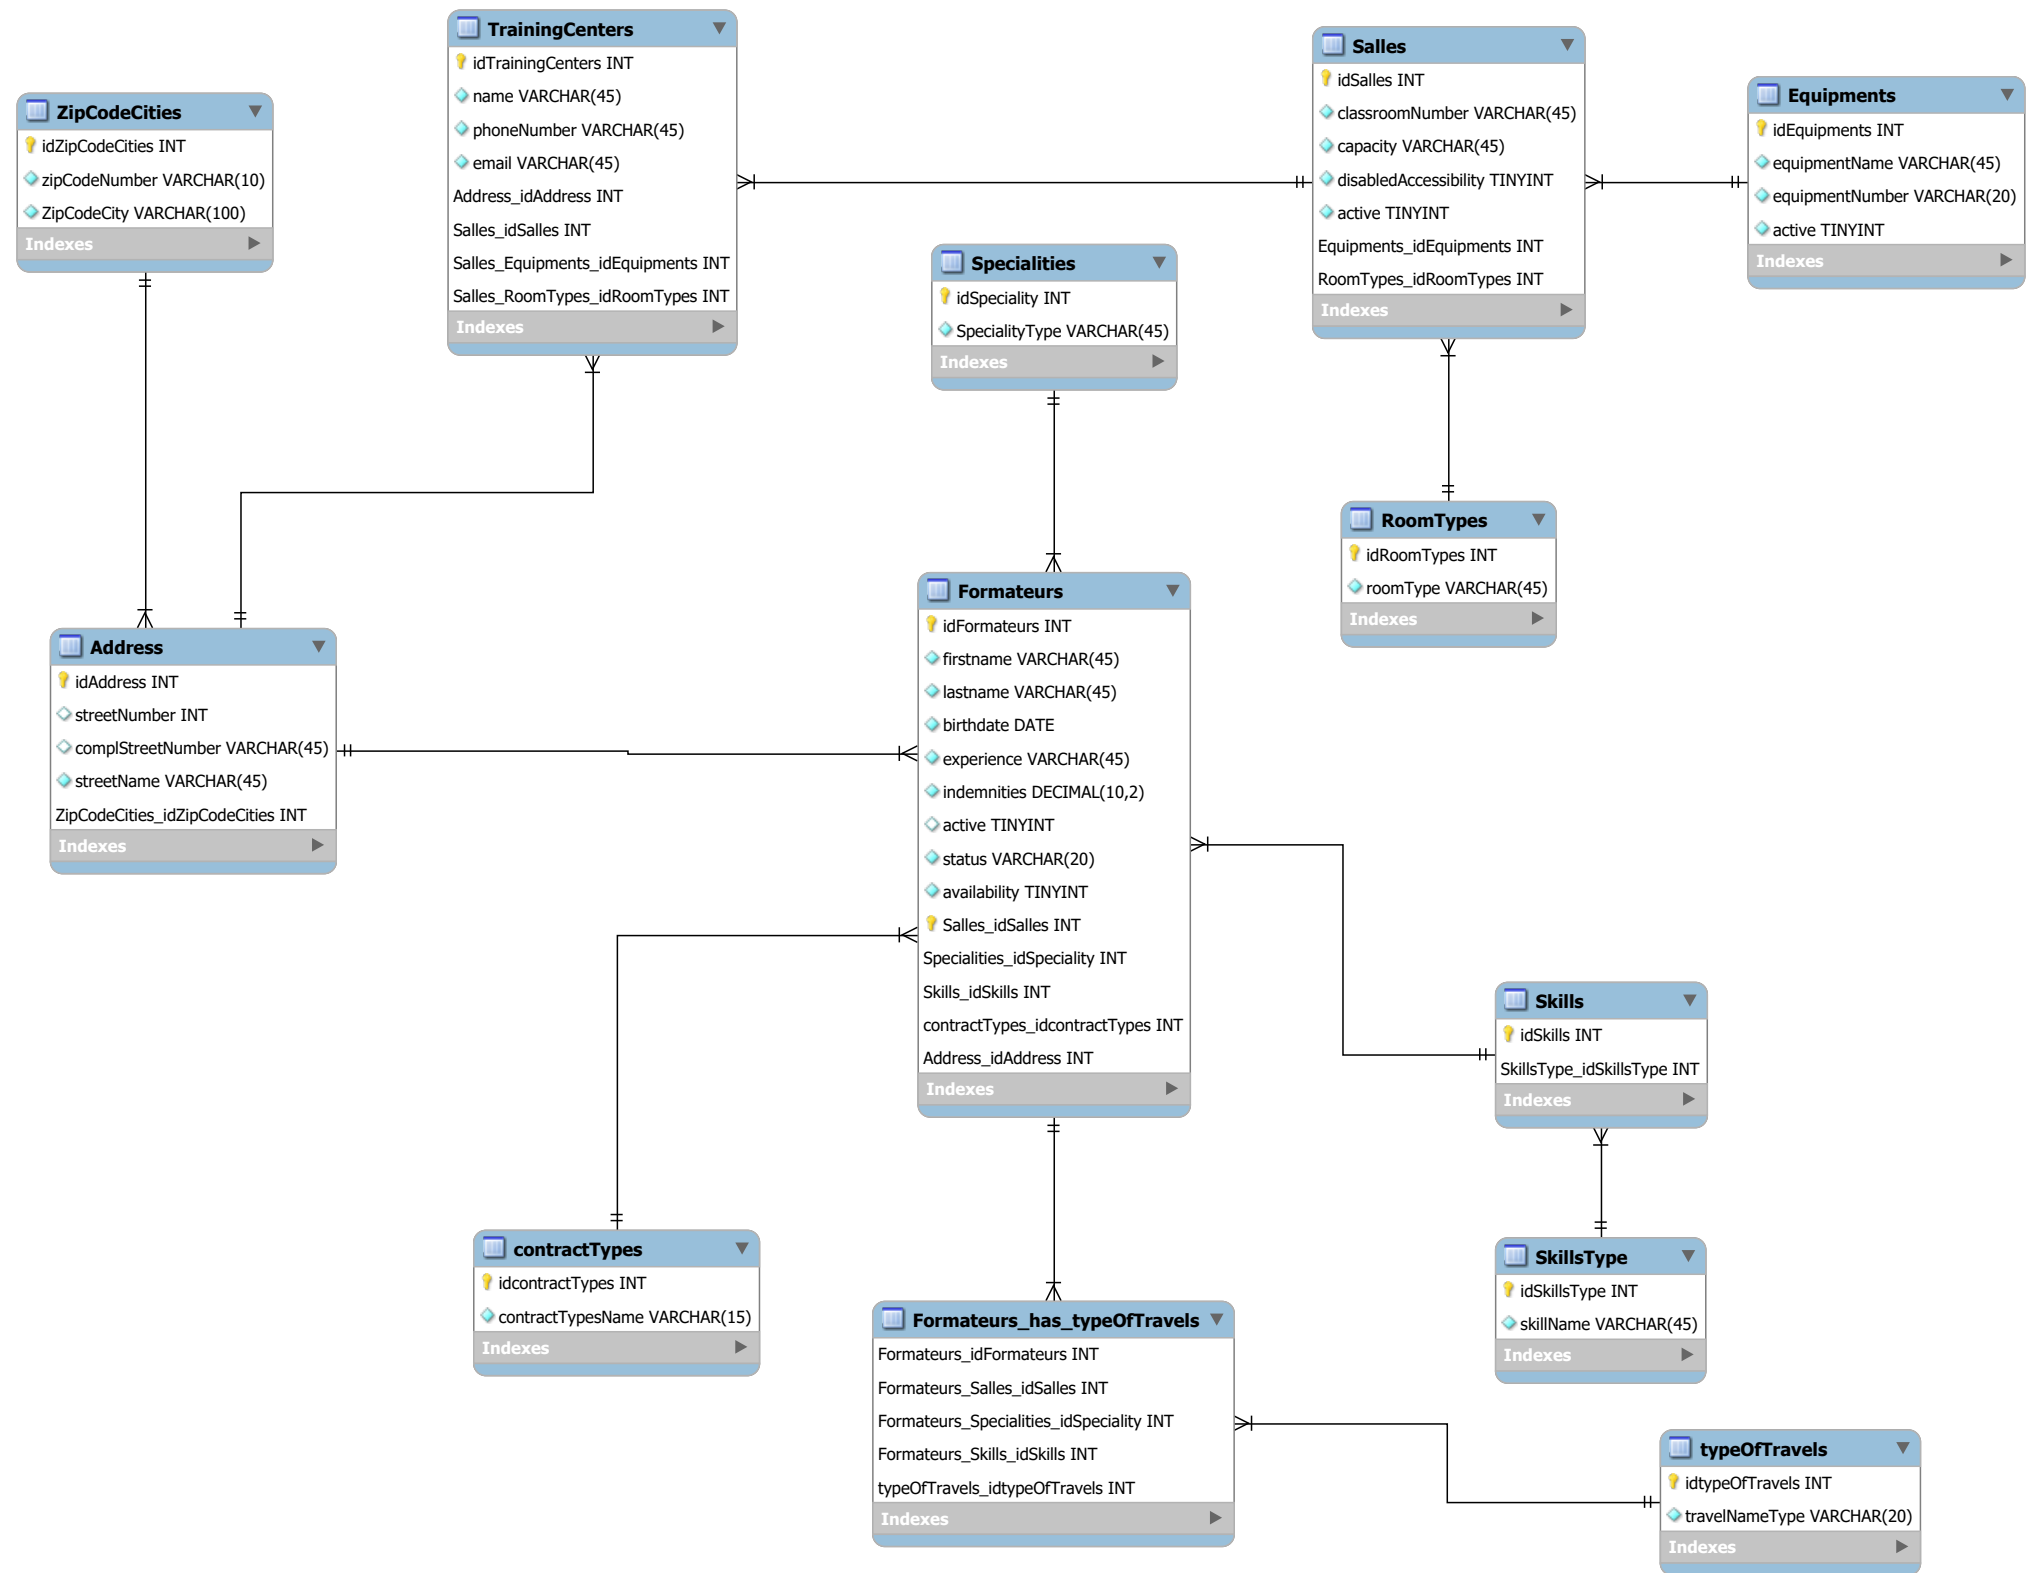 TrainingCenters
idTrainingCenters INT
name VARCHAR(45)
phoneNumber VARCHAR(45)
email VARCHAR(45)
Address_idAddress INT
Salles_idSalles INT
Salles_Equipments_idEquipments INT
Salles_RoomTypes_idRoomTypes INT
Indexes
Salles
idSalles INT
classroomNumber VARCHAR(45)
capacity VARCHAR(45)
disabledAccessibility TINYINT
active TINYINT
Equipments_idEquipments INT
RoomTypes_idRoomTypes INT
Indexes
Equipments
idEquipments INT
equipmentName VARCHAR(45)
equipmentNumber VARCHAR(20)
active TINYINT
Indexes
ZipCodeCities
idZipCodeCities INT
zipCodeNumber VARCHAR(10)
ZipCodeCity VARCHAR(100)
Indexes
Specialities
idSpeciality INT
SpecialityType VARCHAR(45)
Indexes
RoomTypes
idRoomTypes INT
roomType VARCHAR(45)
Indexes
Formateurs
idFormateurs INT
firstname VARCHAR(45)
lastname VARCHAR(45)
birthdate DATE
experience VARCHAR(45)
indemnities DECIMAL(10,2)
active TINYINT
status VARCHAR(20)
availability TINYINT
Salles_idSalles INT
Specialities_idSpeciality INT
Skills_idSkills INT
contractTypes_idcontractTypes INT
Address_idAddress INT
Indexes
Address
idAddress INT
streetNumber INT
complStreetNumber VARCHAR(45)
streetName VARCHAR(45)
ZipCodeCities_idZipCodeCities INT
Indexes
Skills
idSkills INT
SkillsType_idSkillsType INT
Indexes
contractTypes
idcontractTypes INT
contractTypesName VARCHAR(15)
Indexes
SkillsType
idSkillsType INT
skillName VARCHAR(45)
Indexes
Formateurs_has_typeOfTravels
Formateurs_idFormateurs INT
Formateurs_Salles_idSalles INT
Formateurs_Specialities_idSpeciality INT
Formateurs_Skills_idSkills INT
typeOfTravels_idtypeOfTravels INT
Indexes
typeOfTravels
idtypeOfTravels INT
travelNameType VARCHAR(20)
Indexes